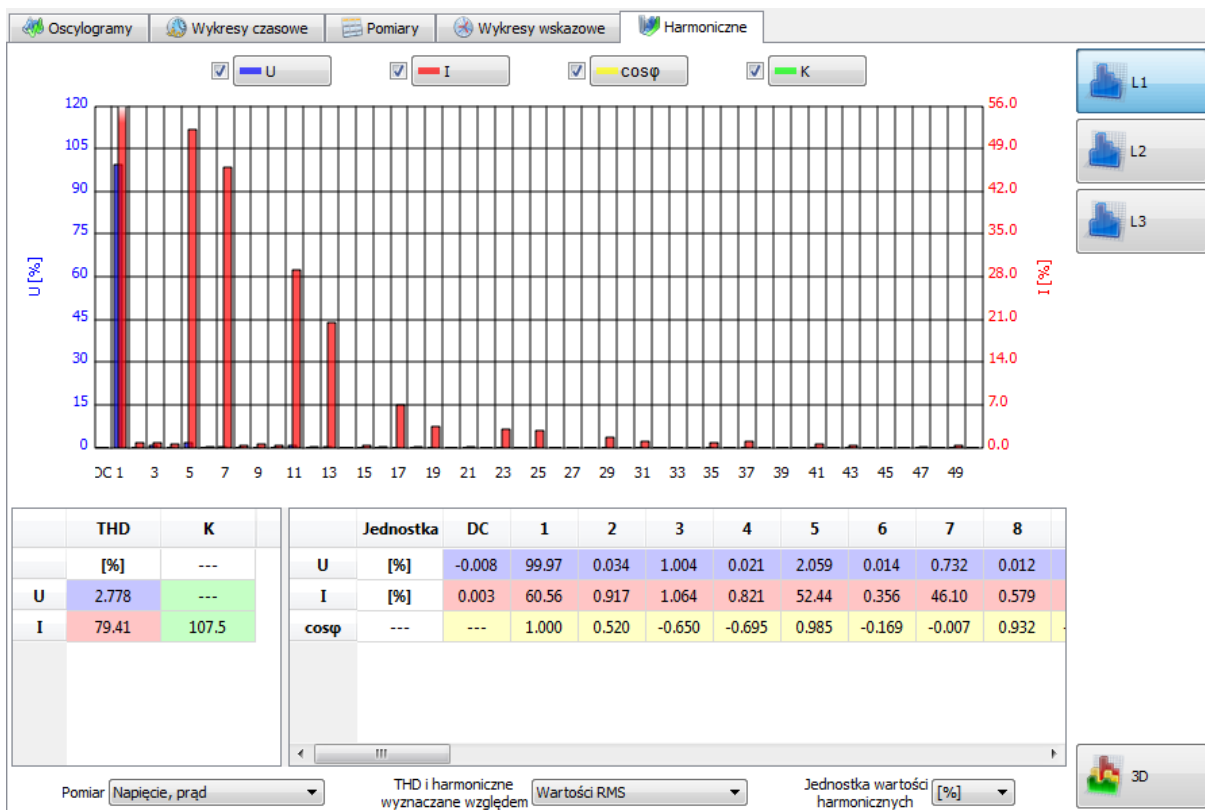 Oscylogramy Wykresy czasowe Pomiary Wykresy wskazowe Harmoniczne
U I cosφ K
L1
L2
L3
120
105
90
75
60
45
30
15
0
U [%]
56.0
49.0
42.0
35.0
28.0
21.0
14.0
7.0
0.0
I [%]
DC 1 3 5 7 9 11 13 15 17 19 21 23 25 27 29 31 33 35 37 39 41 43 45 47 49
THD K
[%] ---
U 2.778 ---
I 79.41 107.5
Jednostka DC 1 2 3 4 5 6 7 8
U [%] -0.008 99.97 0.034 1.004 0.021 2.059 0.014 0.732 0.012
I [%] 0.003 60.56 0.917 1.064 0.821 52.44 0.356 46.10 0.579
cosφ --- --- 1.000 0.520 -0.650 -0.695 0.985 -0.169 -0.007 0.932 -
3D
Pomiar Napięcie, prąd
THD i harmoniczne
wyznaczane względem Wartości RMS
Jednostka wartości
harmonicznych [%]